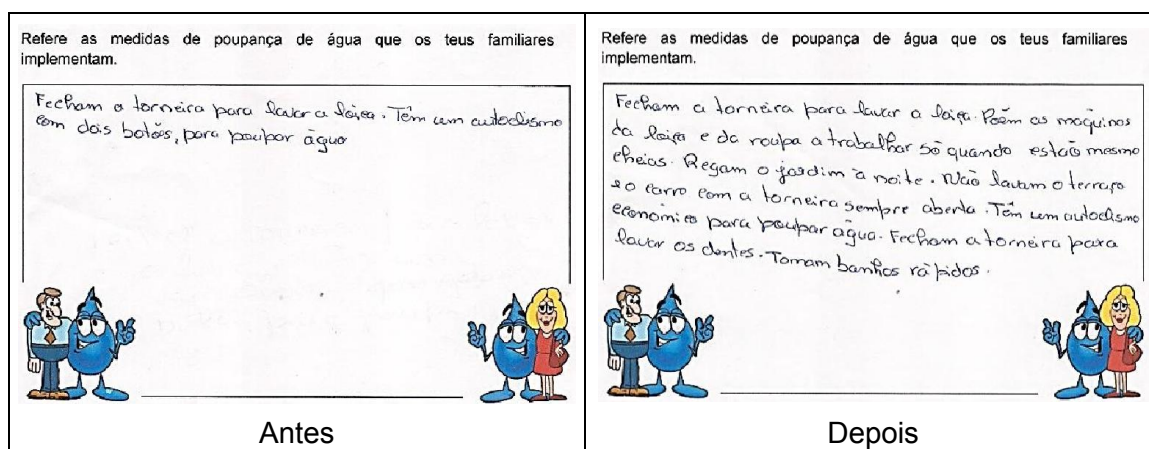 Refere as medidas de poupança de água que os teus familiares
implementam.
Fecham a torneira para lavar a loiça. Têm um autoclismo
com dois botões, para poupar água
Antes
Refere as medidas de poupança de água que os teus familiares
implementam.
Fecham a torneira para lavar a loiça. Põem as máquinas
da loiça e da roupa a trabalhar só quando estão mesmo
cheias. Regam o jardim à noite. Não lavam o terraço
e o carro com a torneira sempre aberta. Têm um autoclismo
económico para poupar água. Fecham a torneira para
lavar os dentes. Tomam banhos rápidos.
Depois